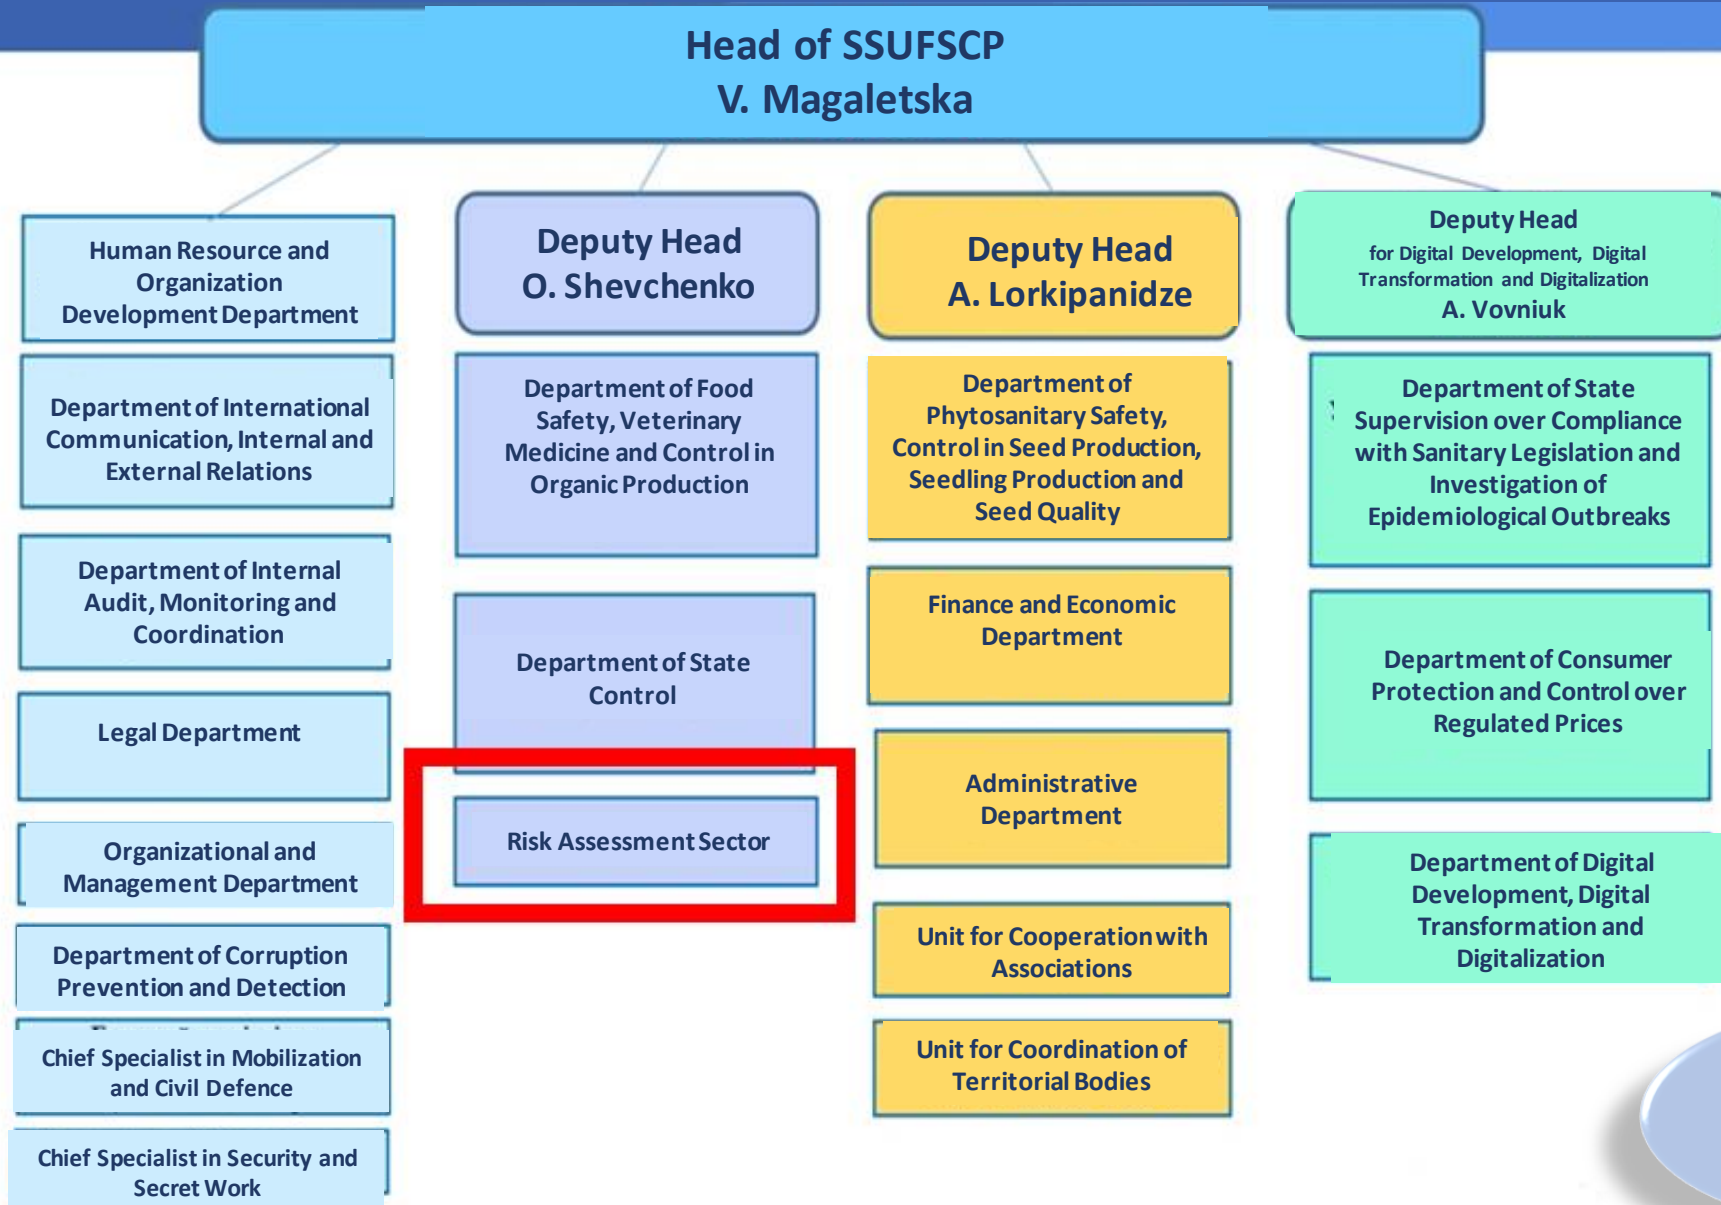 Head of SSUFSCP
V. Magaletska
Human Resource and
Organization
Development Department
Department of International
Communication, Internal and
External Relations
Department of Internal
Audit, Monitoring and
Coordination
Legal Department
Organizational and
Management Department
Department of Corruption
Prevention and Detection
Chief Specialist in Mobilization
and Civil Defence
Chief Specialist in Security and
Secret Work
Deputy Head
O. Shevchenko
Department of Food
Safety, Veterinary
Medicine and Control in
Organic Production
Department of State
Control
Risk Assessment Sector
Deputy Head
A. Lorkipanidze
Department of
Phytosanitary Safety,
Control in Seed Production,
Seedling Production and
Seed Quality
Finance and Economic
Department
Administrative
Department
Unit for Cooperation with
Associations
Unit for Coordination of
Territorial Bodies
Deputy Head
for Digital Development, Digital
Transformation and Digitalization
A. Vovniuk
Department of State
Supervision over Compliance
with Sanitary Legislation and
Investigation of
Epidemiological Outbreaks
Department of Consumer
Protection and Control over
Regulated Prices
Department of Digital
Development, Digital
Transformation and
Digitalization